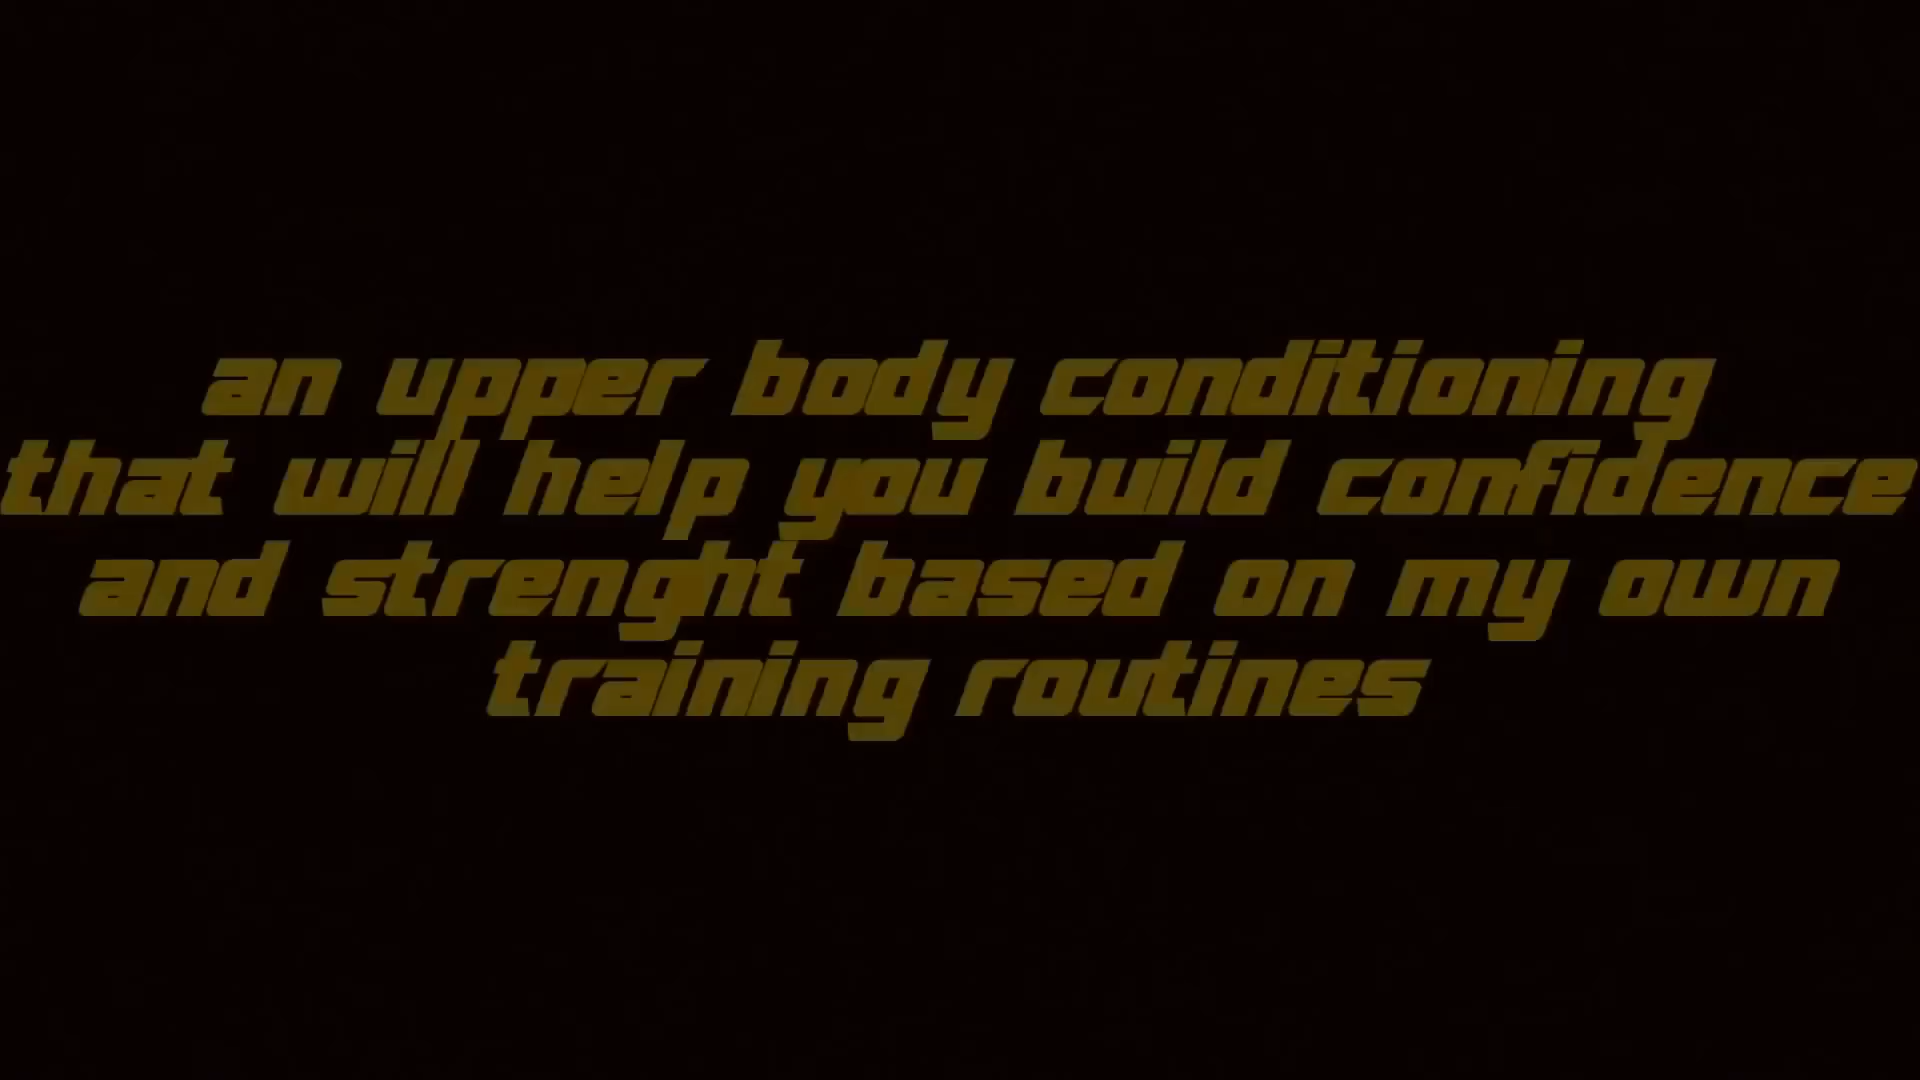 an upper body conditioning
that will help you build confidence
and strenght based on my own
training routines